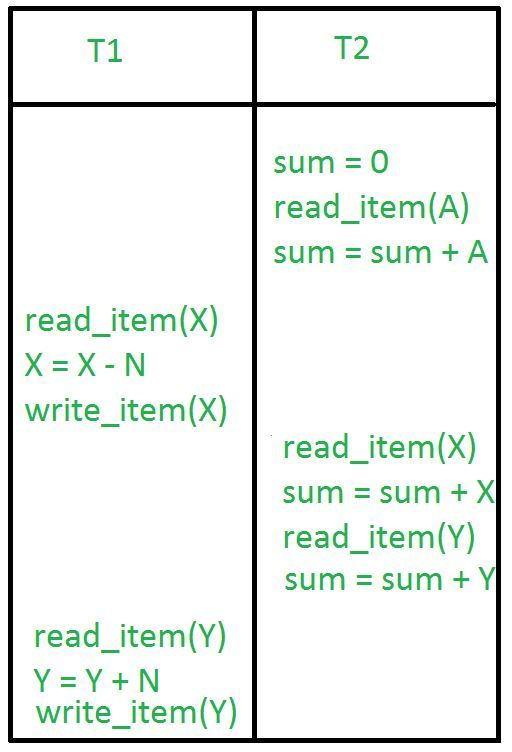 T1
T2
sum = 0
read_item(A)
sum = sum + A
read_item(X)
X = X - N
write_item(X)
read_item(X)
sum = sum + X
read_item(Y)
sum = sum + Y
read_item(Y)
Y = Y + N
write_item(Y)